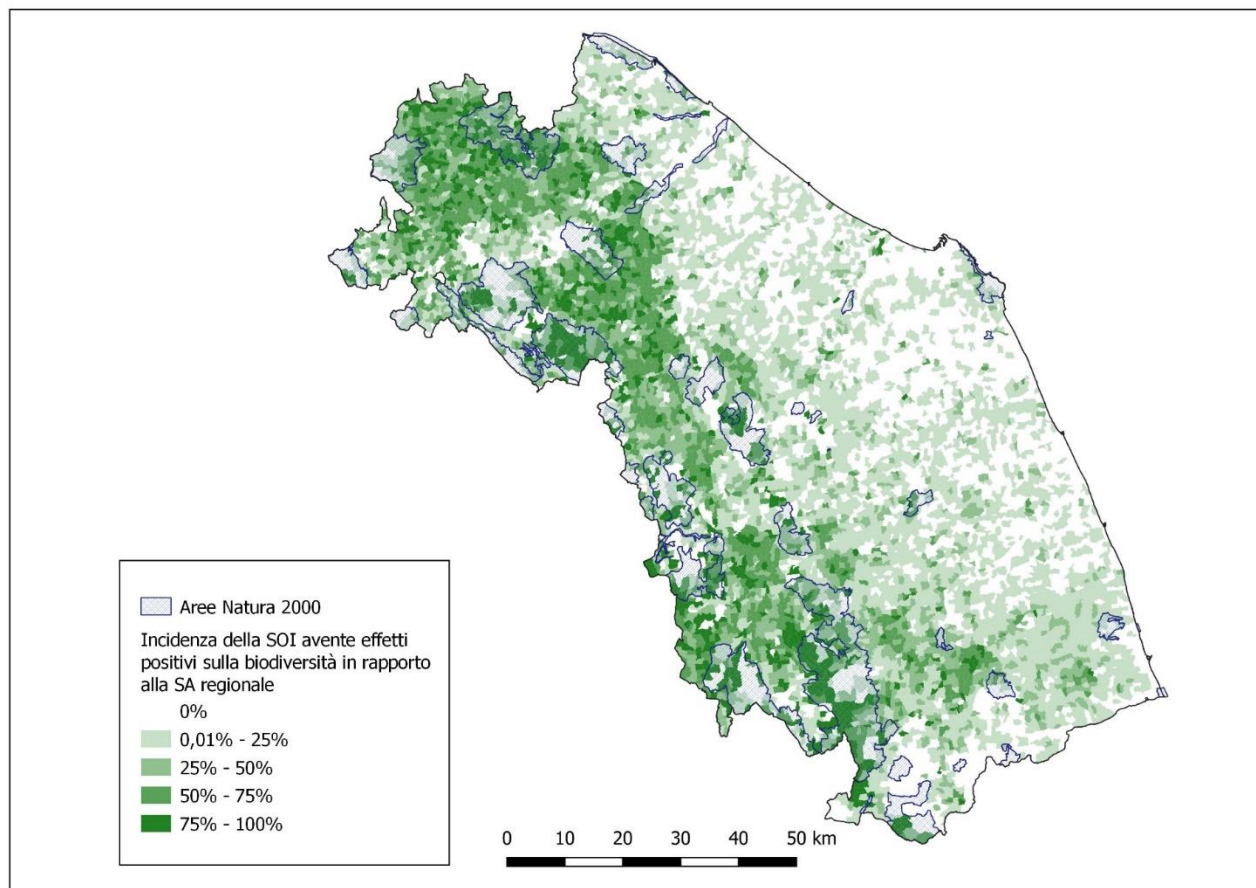 Aree Natura 2000
Incidenza della SOI avente effetti
positivi sulla biodiversità in rapporto
alla SA regionale
0%
0,01% - 25%
25% - 50%
50% - 75%
75% - 100%
0 10 20 30 40 50 km